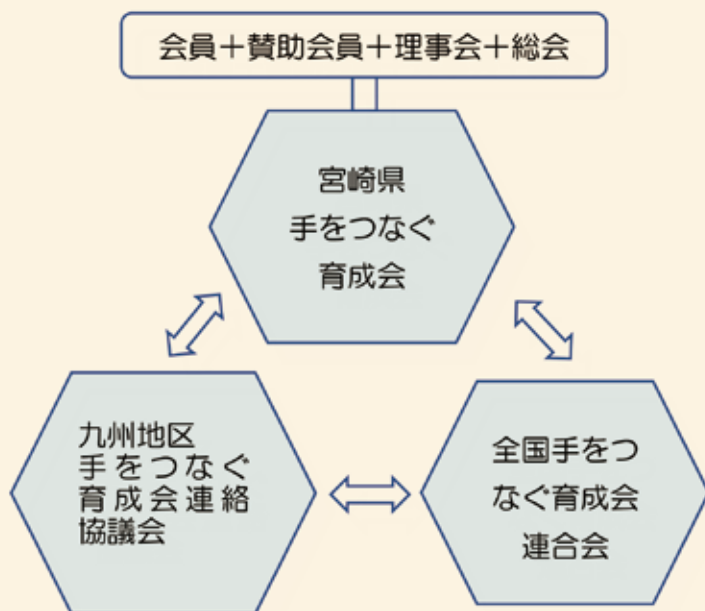 会員＋賛助会員＋理事会＋総会
宮崎県
手をつなぐ
育成会
九州地区
手をつなぐ
育成会連絡
協議会
全国手をつ
なぐ育成会
連合会